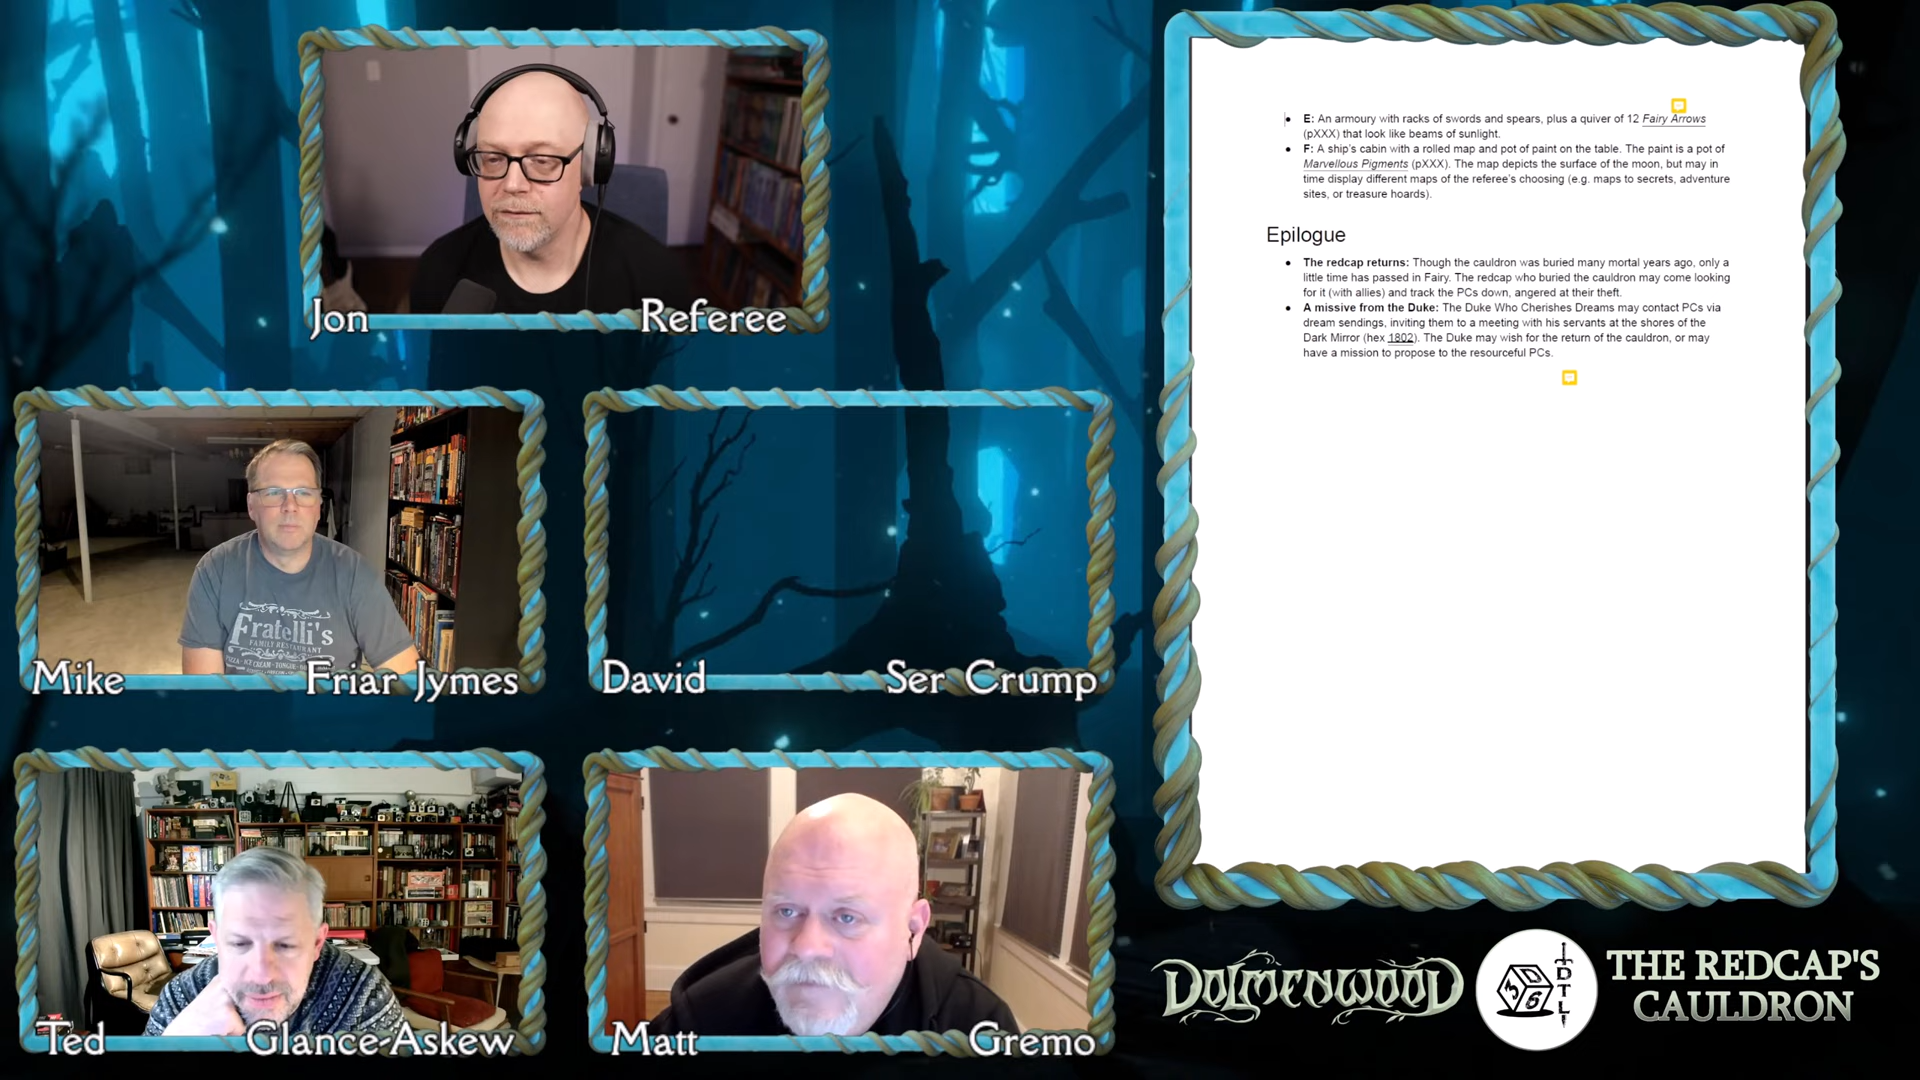 Jon Referee
Mike Friar Jymes
Fratelli's
FAMILY RESTAURANT
David Ser Crump
Ted Glance-Askew
Matt Gremo
• E: An armoury with racks of swords and spears, plus a quiver of 12 Fairy Arrows
(pXXX) that look like beams of sunlight.
• F: A ship's cabin with a rolled map and pot of paint on the table. The paint is a pot of
Marvellous Pigments (pXXX). The map depicts the surface of the moon, but may in
time display different maps of the referee's choosing (e.g. maps to secrets, adventure
sites, or treasure hoards).
Epilogue
• The redcap returns: Though the cauldron was buried many mortal years ago, only a
little time has passed in Fairy. The redcap who buried the cauldron may come looking
for it (with allies) and track the PCs down, angered at their theft.
• A missive from the Duke: The Duke Who Cherishes Dreams may contact PCs via
dream sendings, inviting them to a meeting with his servants at the shores of the
Dark Mirror (hex 1802). The Duke may wish for the return of the cauldron, or may
have a mission to propose to the resourceful PCs.
DOLMENWOOD
3D6
DTL
THE REDCAP'S
CAULDRON